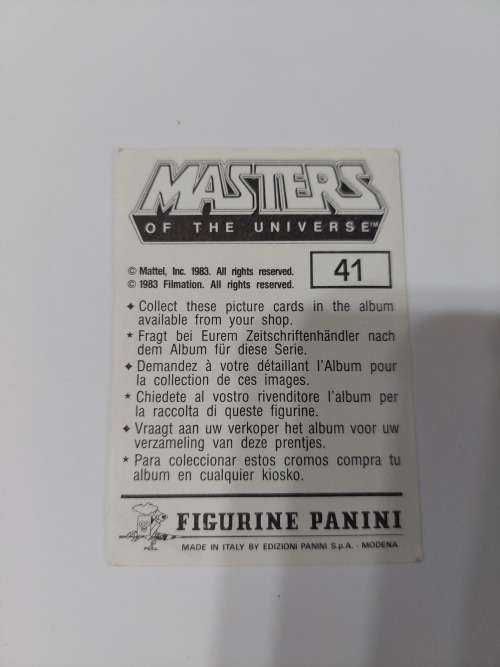 MASTERS
OF THE UNIVERSE™
© Mattel, Inc. 1983. All rights reserved.
© 1983 Filmation. All rights reserved.
41
✦ Collect these picture cards in the album
available from your shop.
★ Fragt bei Eurem Zeitschriftenhändler nach
dem Album für diese Serie.
✦ Demandez à votre détaillant l'Album pour
la collection de ces images.
★ Chiedete al vostro rivenditore l'album per
la raccolta di queste figurine.
✦ Vraagt aan uw verkoper het album voor uw
verzameling van deze prentjes.
★ Para coleccionar estos cromos compra tu
album en cualquier kiosko.
FIGURINE PANINI
MADE IN ITALY BY EDIZIONI PANINI S.p.A. - MODENA